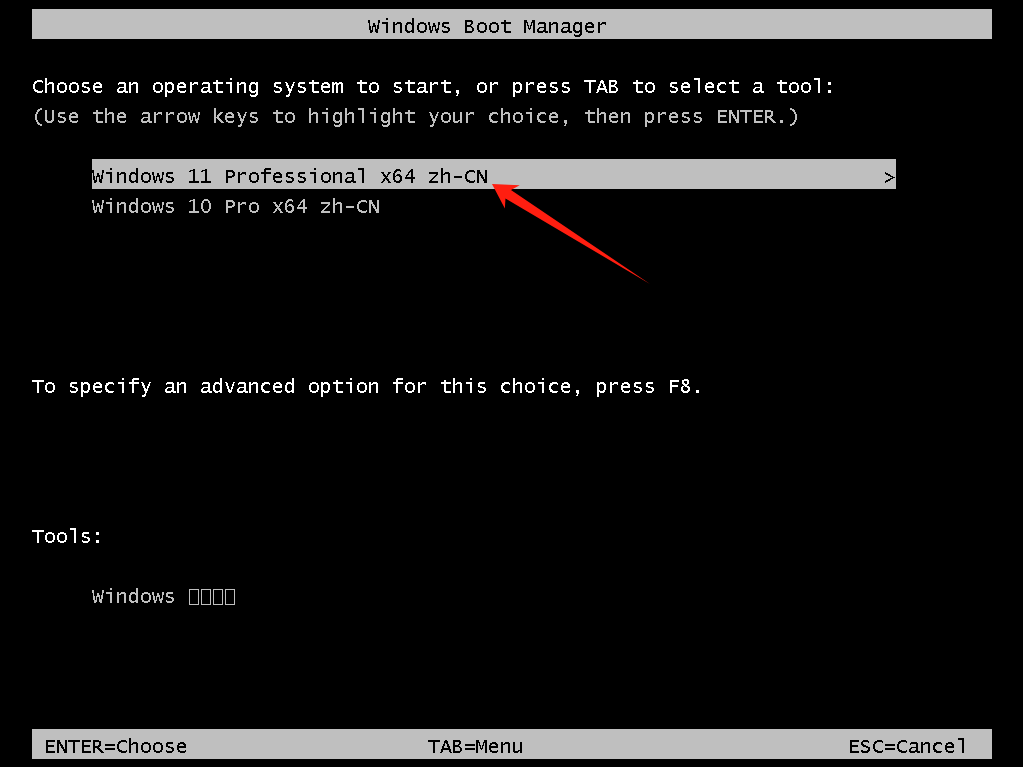 Windows Boot Manager
Choose an operating system to start, or press TAB to select a tool:
(Use the arrow keys to highlight your choice, then press ENTER.)
Windows 11 Professional x64 zh-CN >
Windows 10 Pro x64 zh-CN
To specify an advanced option for this choice, press F8.
Tools:
Windows □□□□
ENTER=Choose TAB=Menu ESC=Cancel